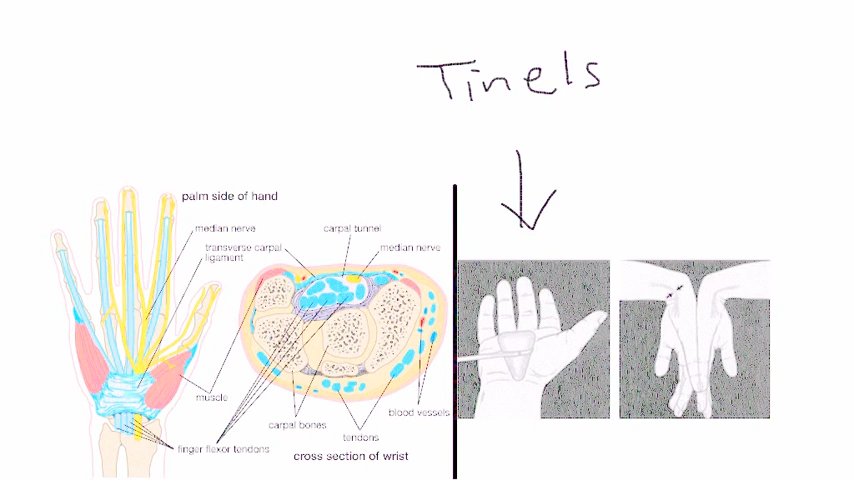 Tinels
palm side of hand
median nerve
transverse carpal
ligament
carpal tunnel
median nerve
muscle
carpal bones
blood vessels
tendons
finger flexor tendons
cross section of wrist